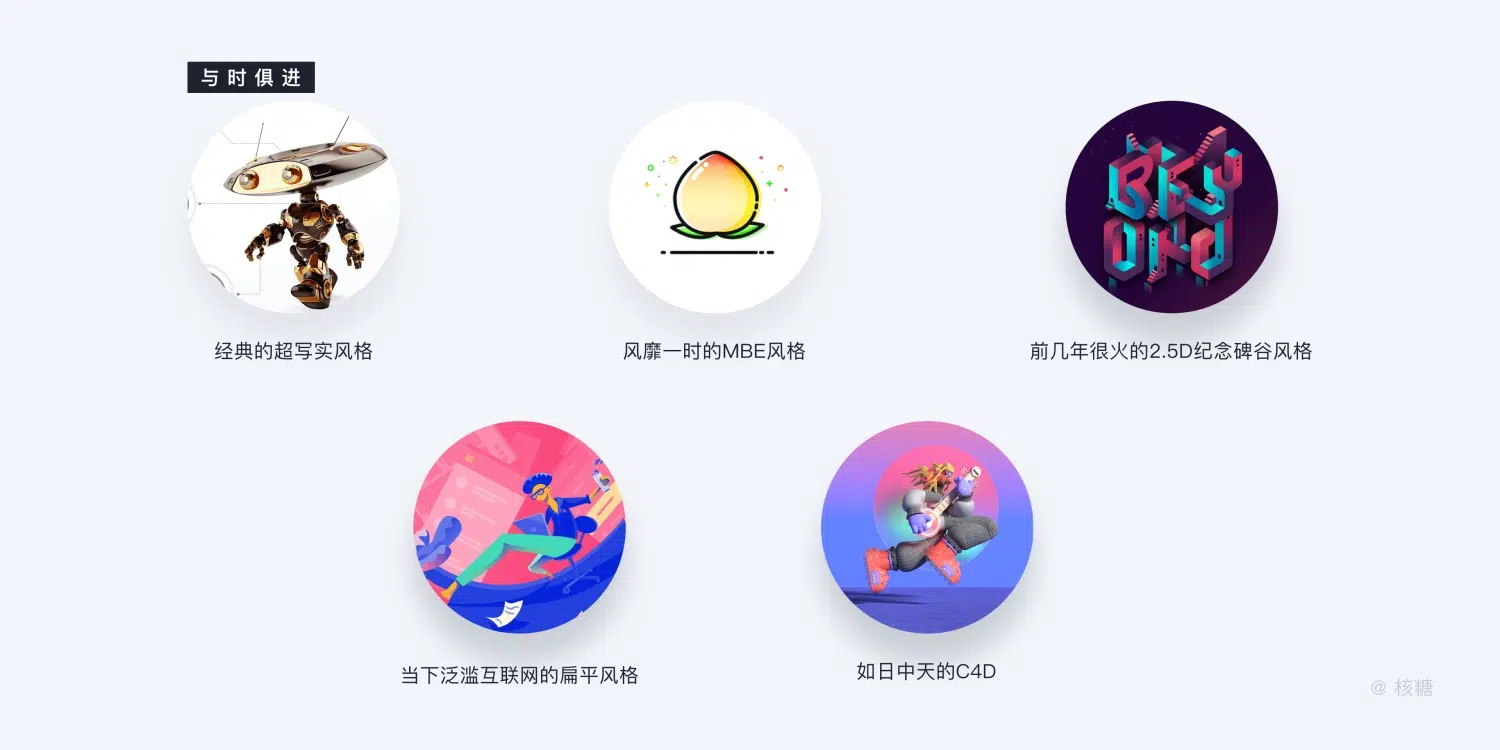 与时俱进
BEY
OND
经典的超写实风格
风靡一时的MBE风格
前几年很火的2.5D纪念碑谷风格
当下泛滥互联网的扁平风格
如日中天的C4D
@ 核糖